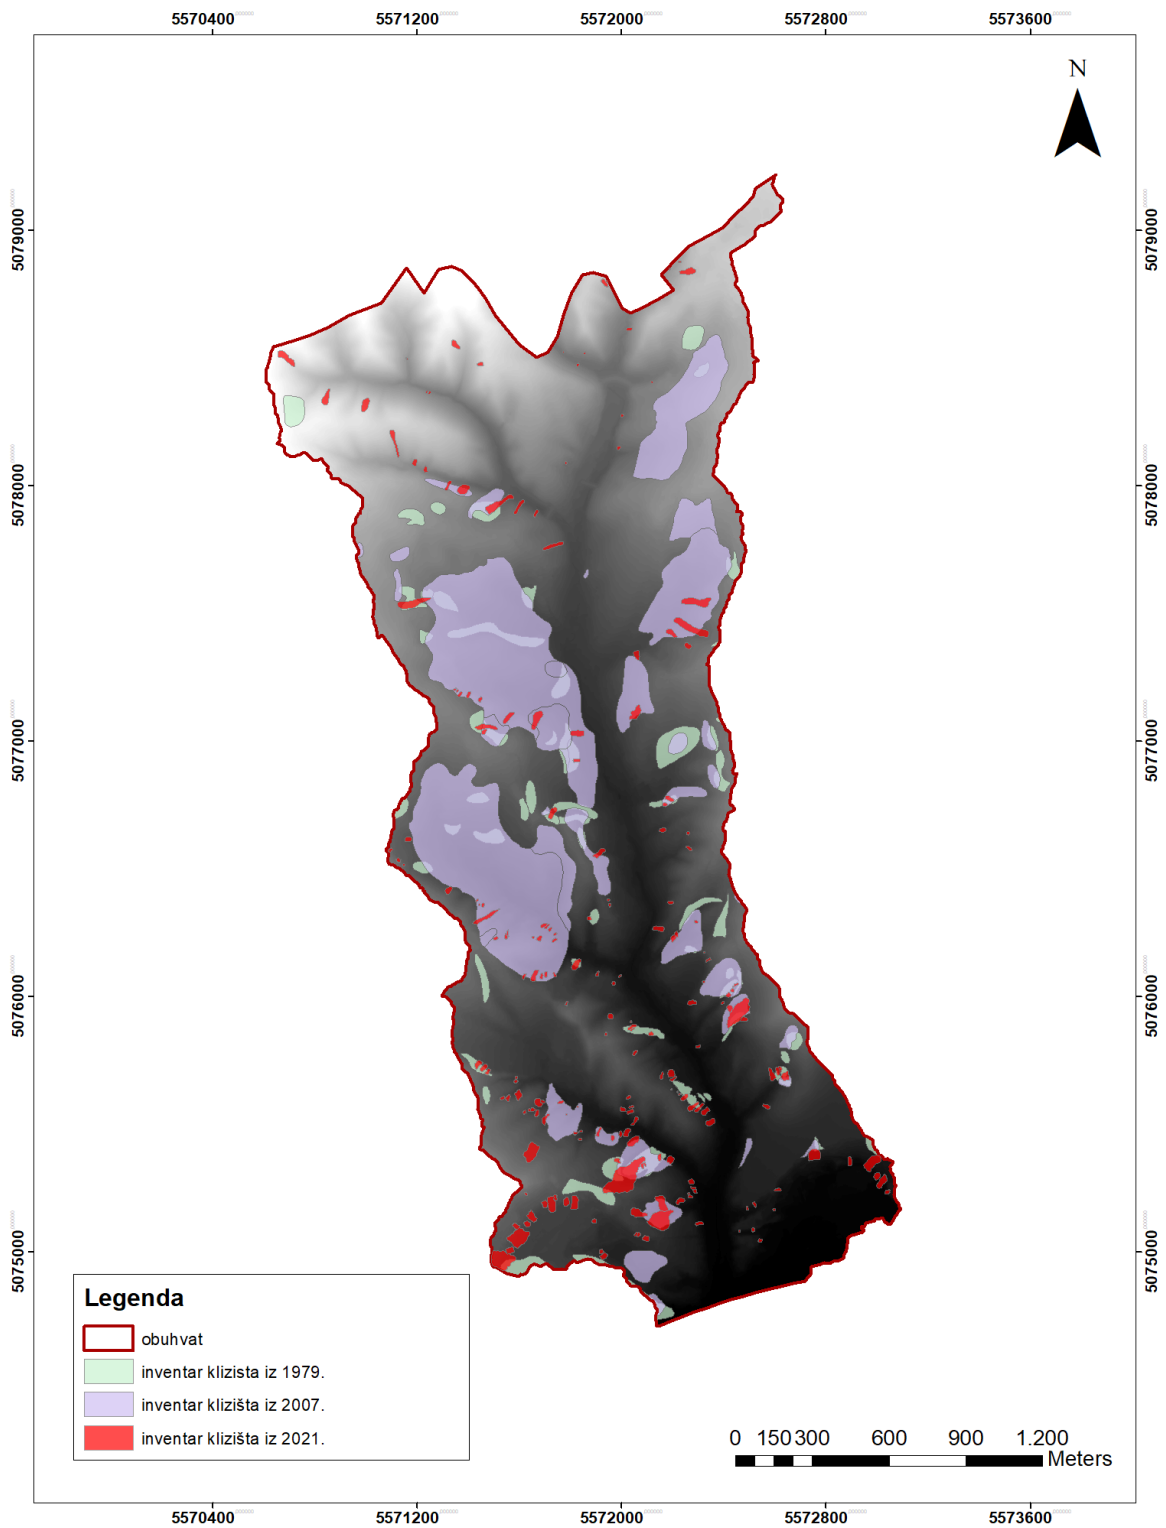 5570400 5571200 5572000 5572800 5573600
N
5079000 5079000
5078000 5078000
5077000 5077000
5076000 5076000
5075000 5075000
Legenda
obuhvat
inventar klizista iz 1979.
inventar klizišta iz 2007.
inventar klizišta iz 2021.
0 150 300 600 900 1.200
Meters
5570400 5571200 5572000 5572800 5573600